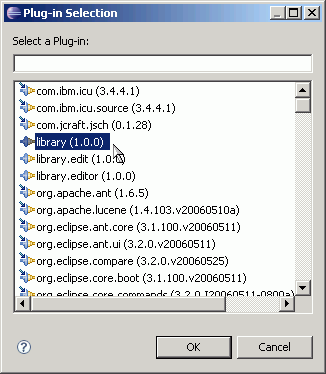 Plug-in Selection
Select a Plug-in:
com.ibm.icu (3.4.4.1)
com.ibm.icu.source (3.4.4.1)
com.jcraft.jsch (0.1.28)
library (1.0.0)
library.edit (1.0.0)
library.editor (1.0.0)
org.apache.ant (1.6.5)
org.apache.lucene (1.4.103.v20060510a)
org.eclipse.ant.core (3.1.100.v20060511)
org.eclipse.ant.ui (3.2.0.v20060511)
org.eclipse.compare (3.2.0.v20060525)
org.eclipse.core.boot (3.1.100.v20060511)
org.eclipse.core.commands (3.2.0.I20060511-0800a)
OK
Cancel